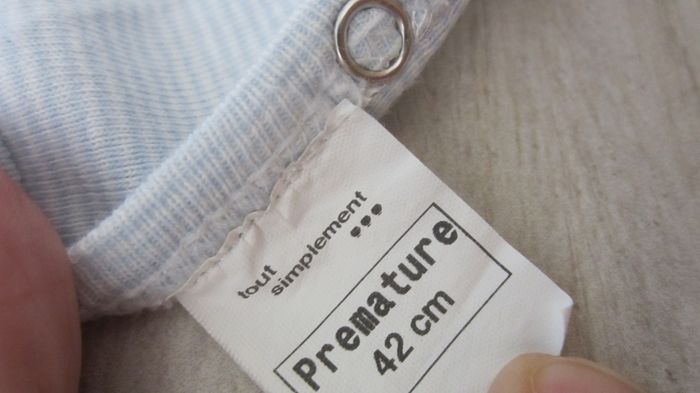 tout
simplement
Premature
42 cm